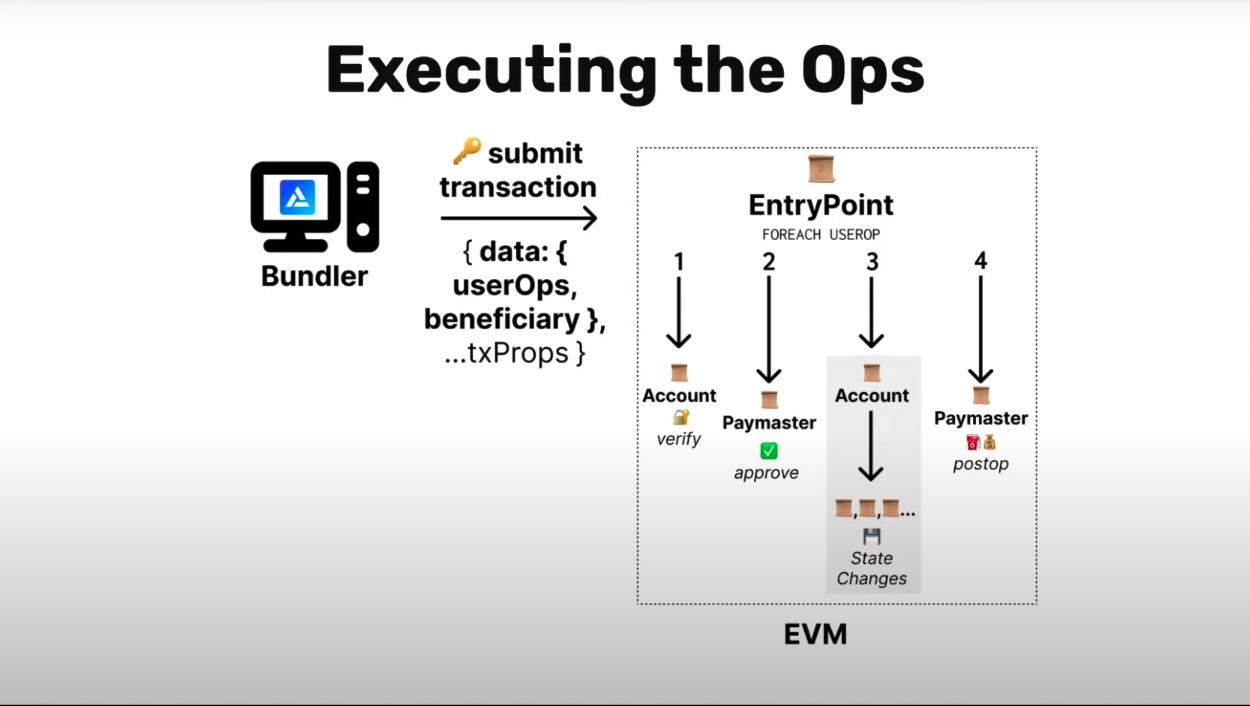 Executing the Ops
submit
transaction
{ data: {
userOps,
beneficiary },
...txProps }
Bundler
EntryPoint
FOREACH USEROP
1
2
3
4
Account
verify
Paymaster
approve
Account
, , ...
State
Changes
Paymaster
postop
EVM